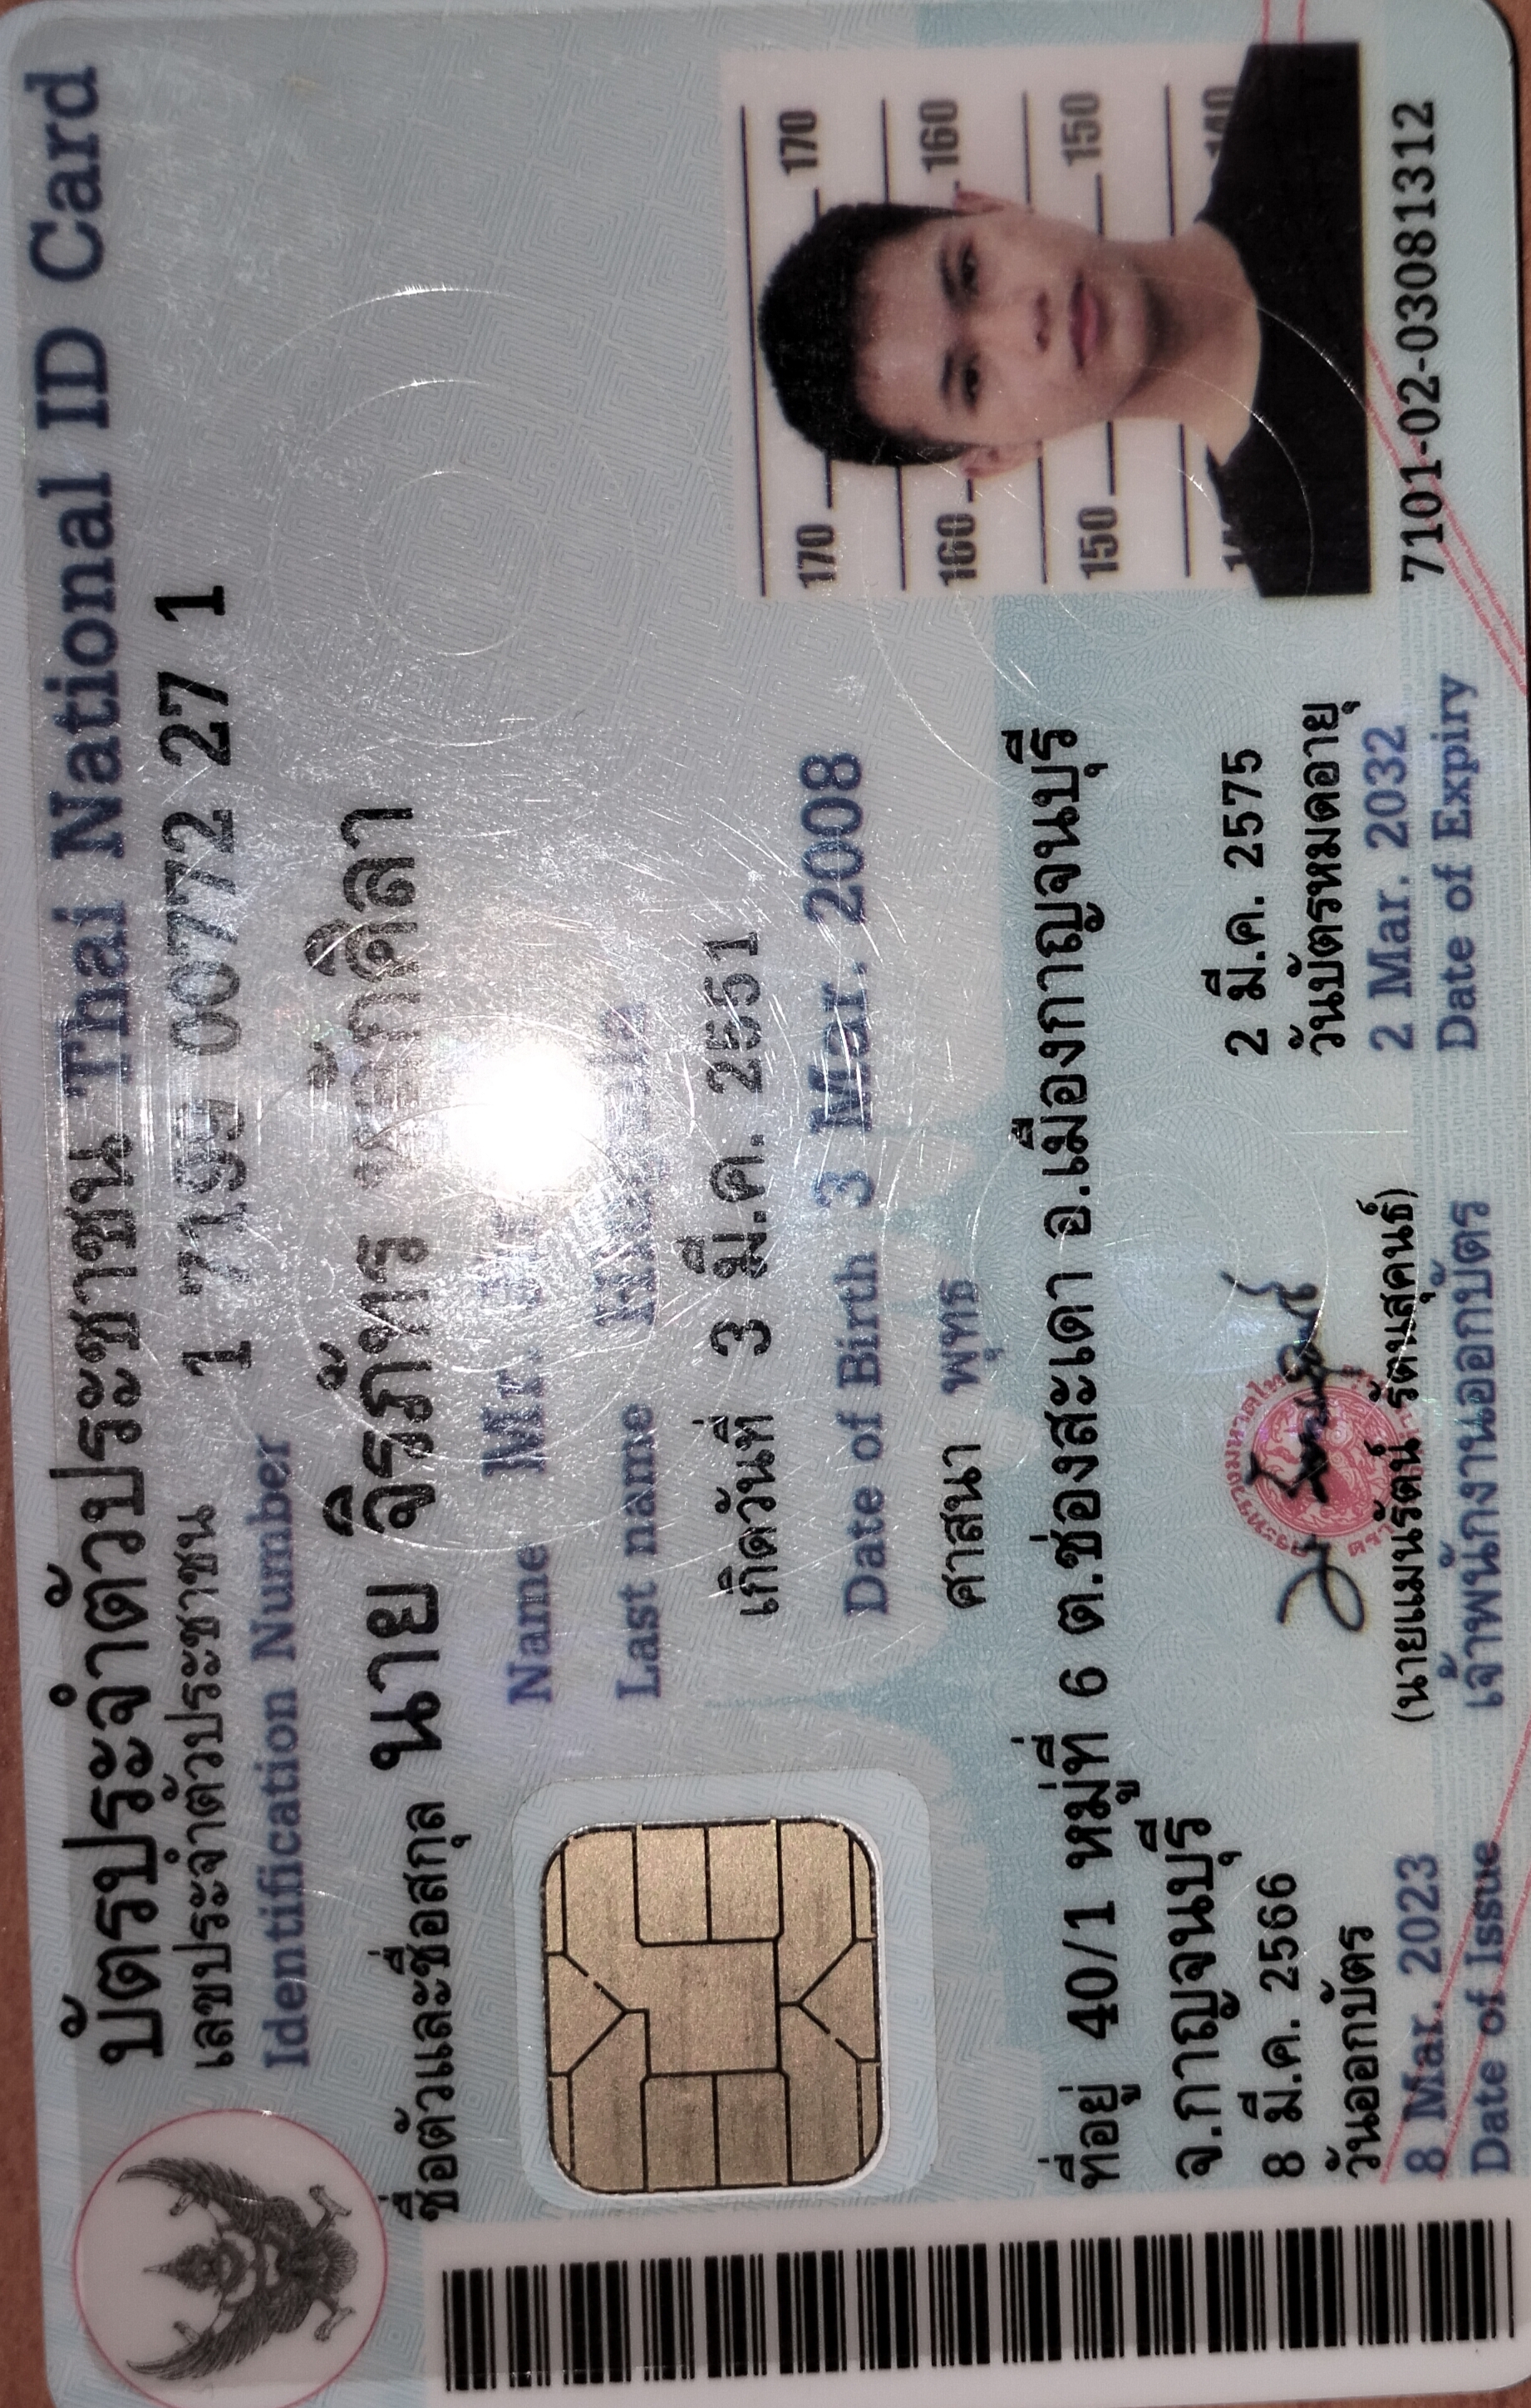 บัตรประจำตัวประชาชน Thai National ID Card
เลขประจำตัวประชาชน 1 7199 00772 27 1
Identification Number
ชื่อตัวและชื่อสกุล นาย จิรภัทร
Name Mr.
Last name
เกิดวันที่ 3 มี.ค. 2551
Date of Birth 3 Mar. 2008
ศาสนา พุทธ
ที่อยู่ 40/1 หมู่ที่ 6 ต.ช่องสะเดา อ.เมืองกาญจนบุรี
จ.กาญจนบุรี
8 มี.ค. 2566
วันออกบัตร
8 Mar. 2023
Date of Issue
(นายแมนรัตน์ รัตนสุคนธ์)
เจ้าพนักงานออกบัตร
2 มี.ค. 2575
วันบัตรหมดอายุ
2 Mar. 2032
Date of Expiry
170 170
160 160
150 150
140
7101-02-03081312